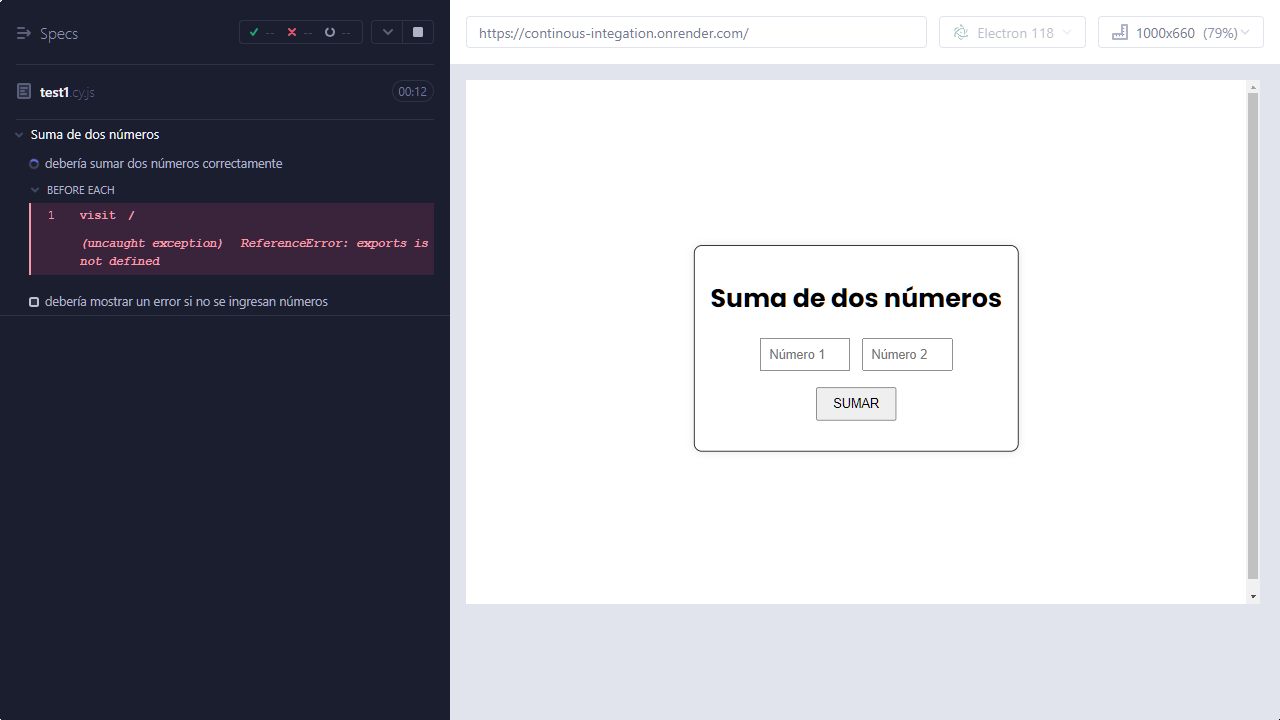 Specs
-- -- --
test1.cy.js
00:12
Suma de dos números
debería sumar dos números correctamente
BEFORE EACH
1 visit /
(uncaught exception) ReferenceError: exports is
not defined
debería mostrar un error si no se ingresan números
https://continous-integation.onrender.com/
Electron 118
1000x660 (79%)
Suma de dos números
Número 1 Número 2
SUMAR